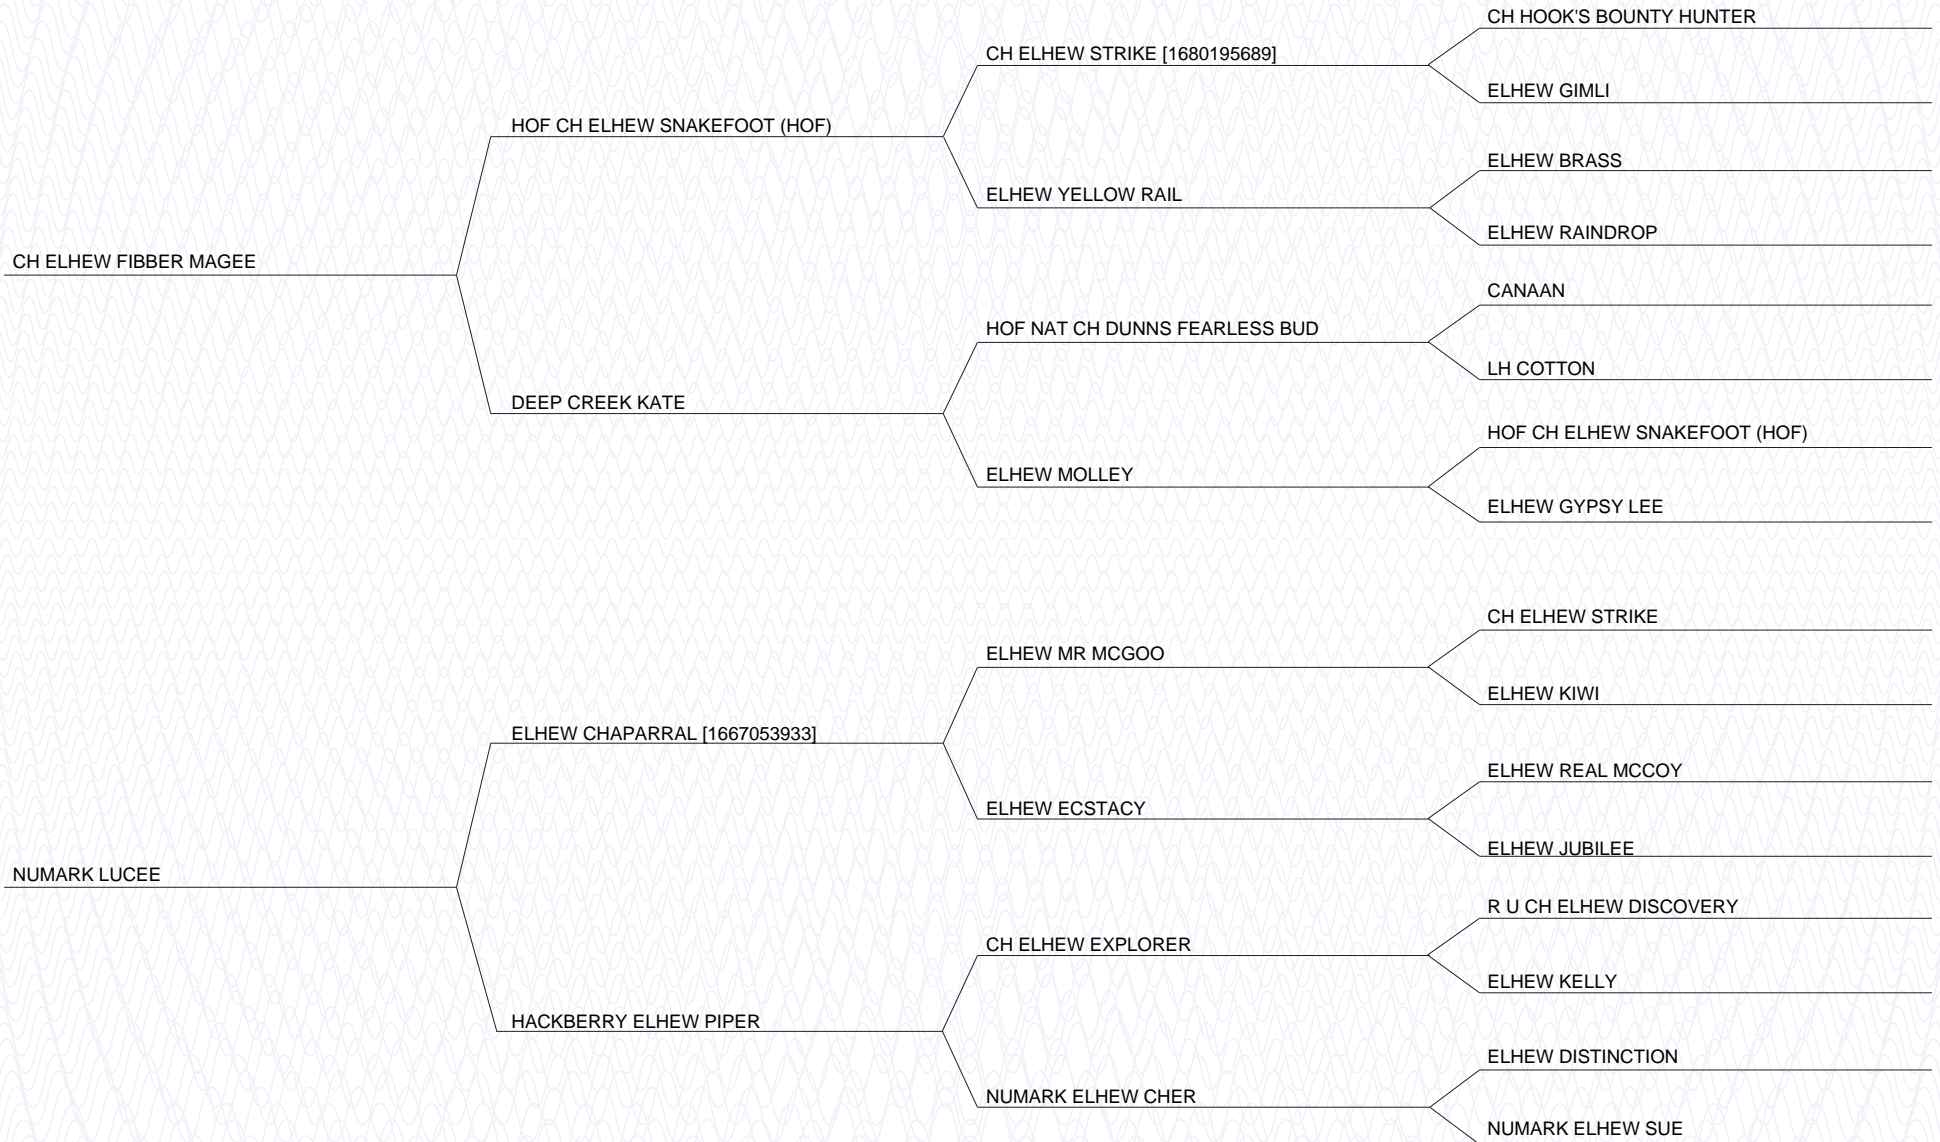 CH HOOK'S BOUNTY HUNTER
CH ELHEW STRIKE [1680195689]
ELHEW GIMLI
HOF CH ELHEW SNAKEFOOT (HOF)
ELHEW BRASS
ELHEW YELLOW RAIL
ELHEW RAINDROP
CH ELHEW FIBBER MAGEE
CANAAN
HOF NAT CH DUNNS FEARLESS BUD
LH COTTON
DEEP CREEK KATE
HOF CH ELHEW SNAKEFOOT (HOF)
ELHEW MOLLEY
ELHEW GYPSY LEE
CH ELHEW STRIKE
ELHEW MR MCGOO
ELHEW KIWI
ELHEW CHAPARRAL [1667053933]
ELHEW REAL MCCOY
ELHEW ECSTACY
ELHEW JUBILEE
NUMARK LUCEE
R U CH ELHEW DISCOVERY
CH ELHEW EXPLORER
ELHEW KELLY
HACKBERRY ELHEW PIPER
ELHEW DISTINCTION
NUMARK ELHEW CHER
NUMARK ELHEW SUE